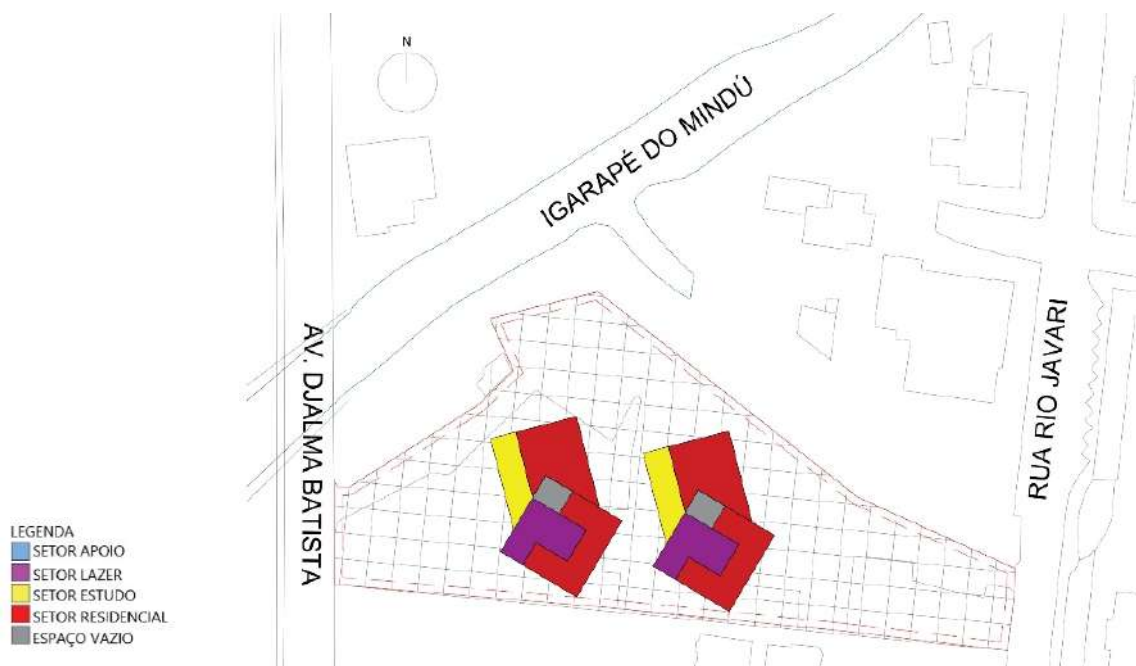 N
IGARAPÉ DO MINDÚ
AV. DJALMA BATISTA
RUA RIO JAVARI
LEGENDA
SETOR APOIO
SETOR LAZER
SETOR ESTUDO
SETOR RESIDENCIAL
ESPAÇO VAZIO